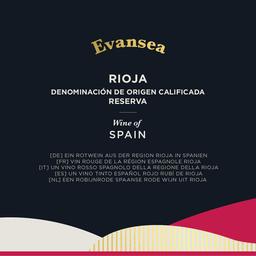 Evansea
RIOJA
DENOMINACIÓN DE ORIGEN CALIFICADA
RESERVA
Wine of
SPAIN
[DE] EIN ROTWEIN AUS DER REGION RIOJA IN SPANIEN
[FR] VIN ROUGE DE LA RÉGION ESPAGNOLE RIOJA
[IT] UN VINO ROSSO SPAGNOLO DELLA REGIONE DELLA RIOJA
[ES] UN VINO TINTO ESPAÑOL ROJO RUBÍ DE RIOJA
[NL] EEN ROBIJNRODE SPAANSE RODE WIJN UIT RIOJA